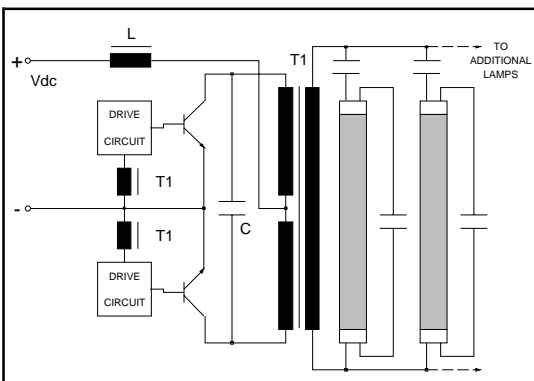 L
+
Vdc
T1
TO
ADDITIONAL
LAMPS
DRIVE
CIRCUIT
T1
-
T1
C
DRIVE
CIRCUIT